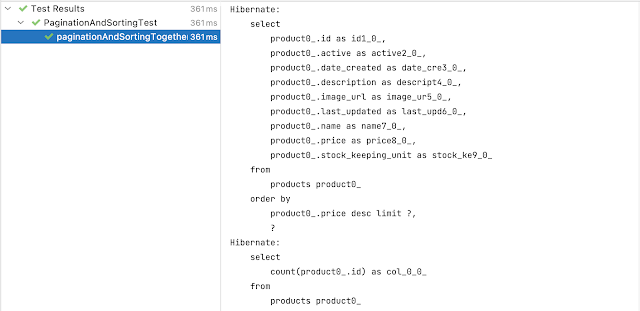 Test Results 361ms
PaginationAndSortingTest 361ms
paginationAndSortingTogether 361ms
Hibernate:
select
product0_.id as id1_0_,
product0_.active as active2_0_,
product0_.date_created as date_cre3_0_,
product0_.description as descript4_0_,
product0_.image_url as image_ur5_0_,
product0_.last_updated as last_upd6_0_,
product0_.name as name7_0_,
product0_.price as price8_0_,
product0_.stock_keeping_unit as stock_ke9_0_
from
products product0_
order by
product0_.price desc limit ?,
?
Hibernate:
select
count(product0_.id) as col_0_0_
from
products product0_